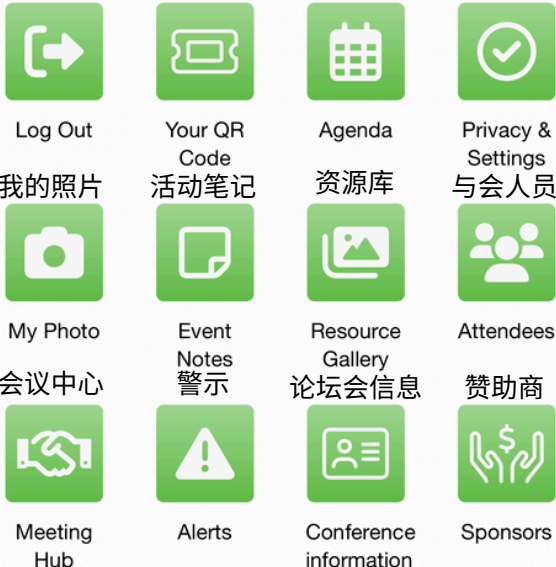 Log Out
Your QR
Code
Agenda
Privacy &
Settings
我的照片
活动笔记
资源库
与会人员
My Photo
Event
Notes
Resource
Gallery
Attendees
会议中心
警示
论坛会信息
赞助商
Meeting
Hub
Alerts
Conference
information
Sponsors